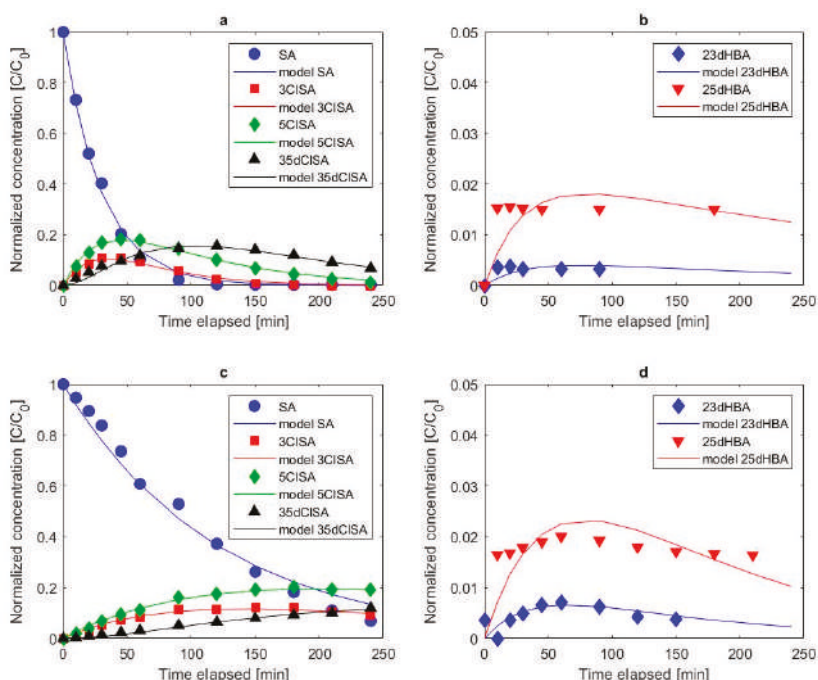 a
Normalized concentration [C/C0]
1
0.8
0.6
0.4
0.2
0
0 50 100 150 200 250
Time elapsed [min]
SA
model SA
3ClSA
model 3ClSA
5ClSA
model 5ClSA
35dClSA
model 35dClSA
b
Normalized concentration [C/C0]
0.05
0.04
0.03
0.02
0.01
0
0 50 100 150 200 250
Time elapsed [min]
23dHBA
model 23dHBA
25dHBA
model 25dHBA
c
Normalized concentration [C/C0]
1
0.8
0.6
0.4
0.2
0
0 50 100 150 200 250
Time elapsed [min]
SA
model SA
3ClSA
model 3ClSA
5ClSA
model 5ClSA
35dClSA
model 35dClSA
d
Normalized concentration [C/C0]
0.05
0.04
0.03
0.02
0.01
0
0 50 100 150 200 250
Time elapsed [min]
23dHBA
model 23dHBA
25dHBA
model 25dHBA